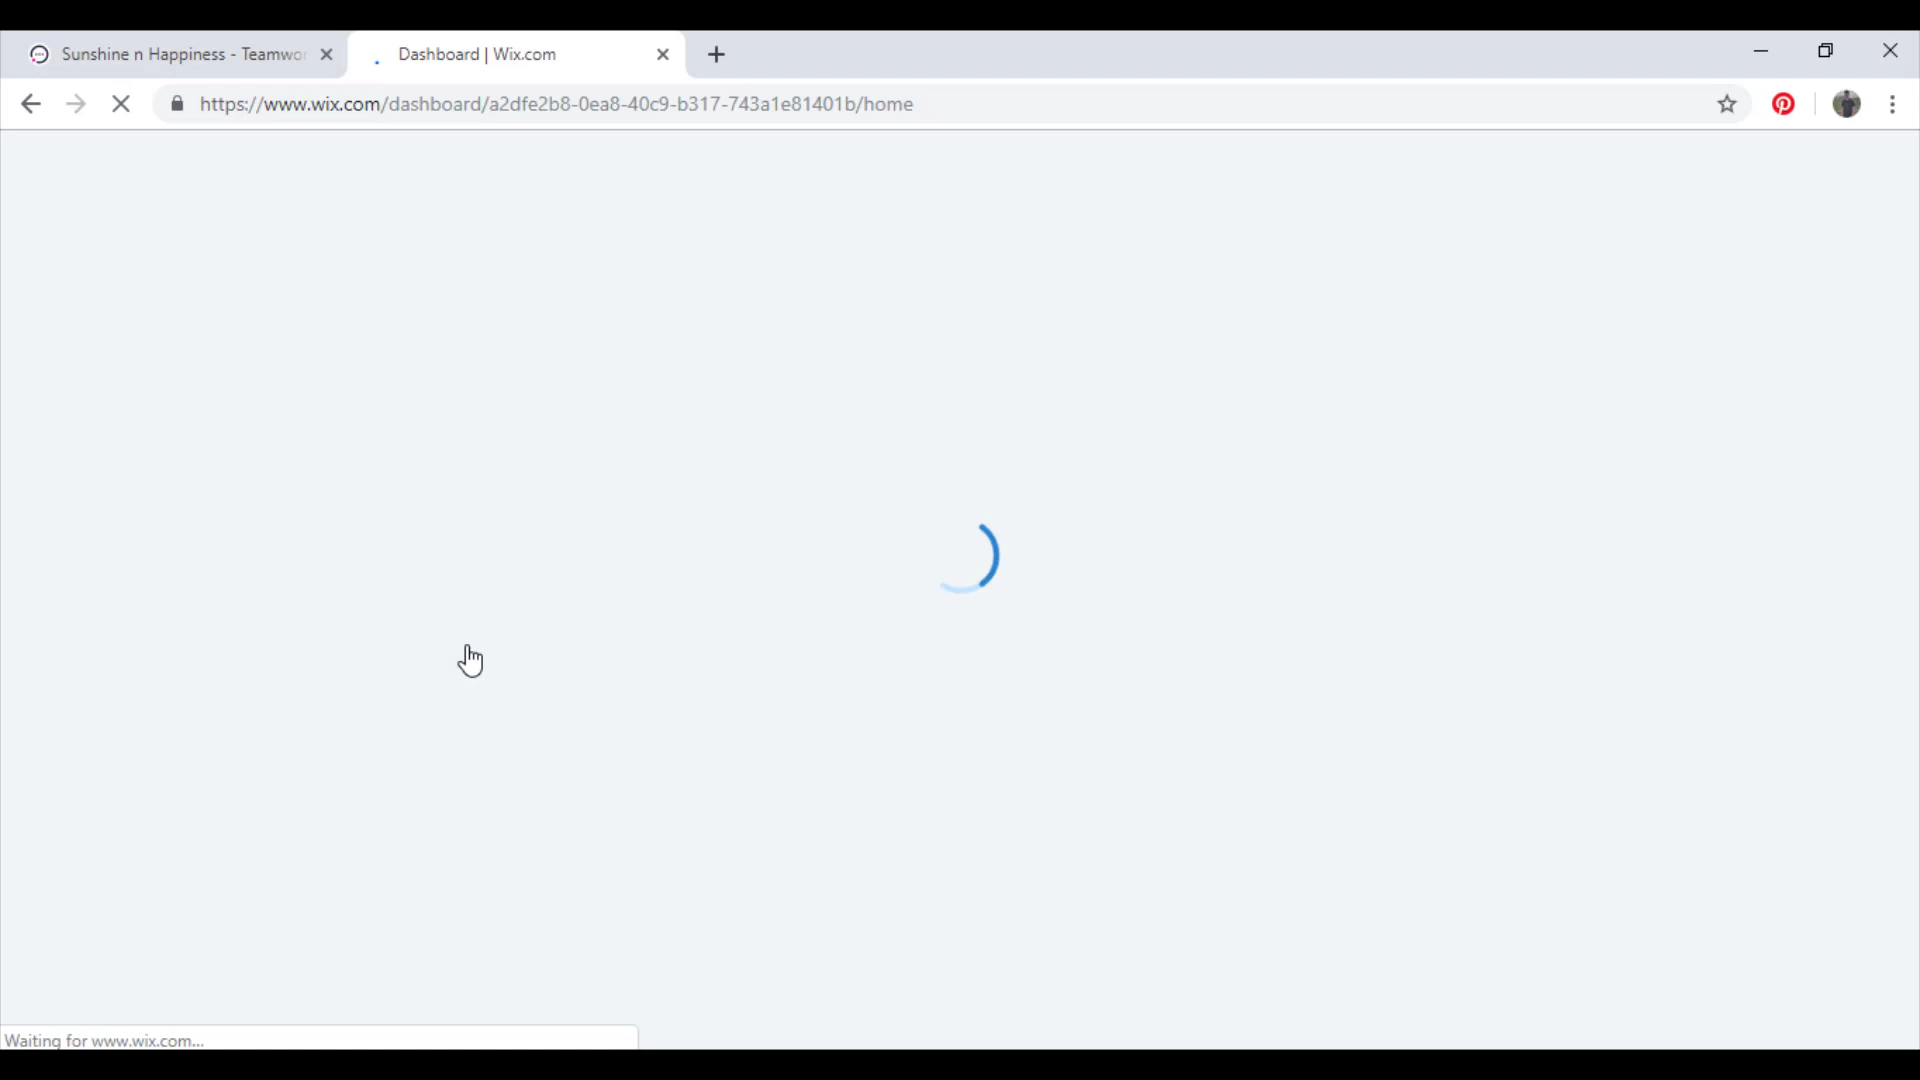 Sunshine n Happiness - Teamwor
Dashboard | Wix.com
https://www.wix.com/dashboard/a2dfe2b8-0ea8-40c9-b317-743a1e81401b/home
Waiting for www.wix.com...